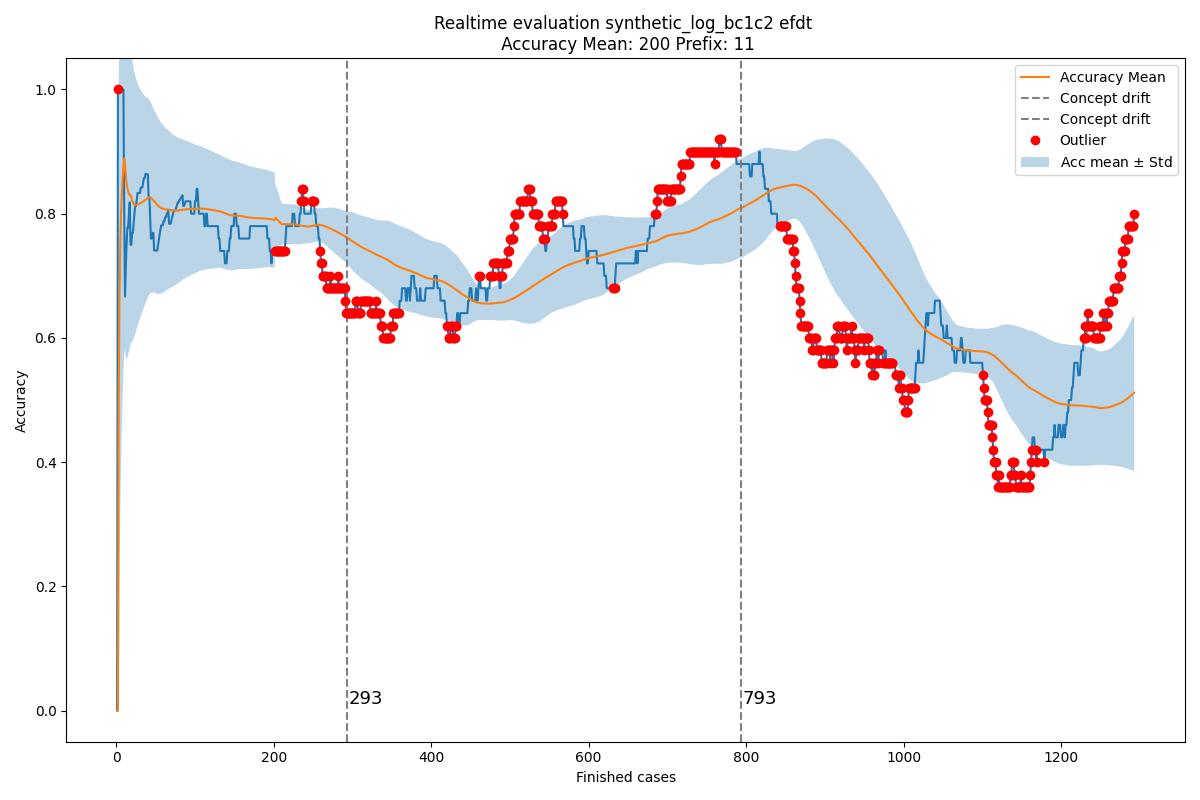 Realtime evaluation synthetic_log_bc1c2 efdt
Accuracy Mean: 200 Prefix: 11
Accuracy Mean
Concept drift
Concept drift
Outlier
Acc mean ± Std
1.0
0.8
0.6
0.4
0.2
0.0
Accuracy
293
793
0
200
400
600
800
1000
1200
Finished cases